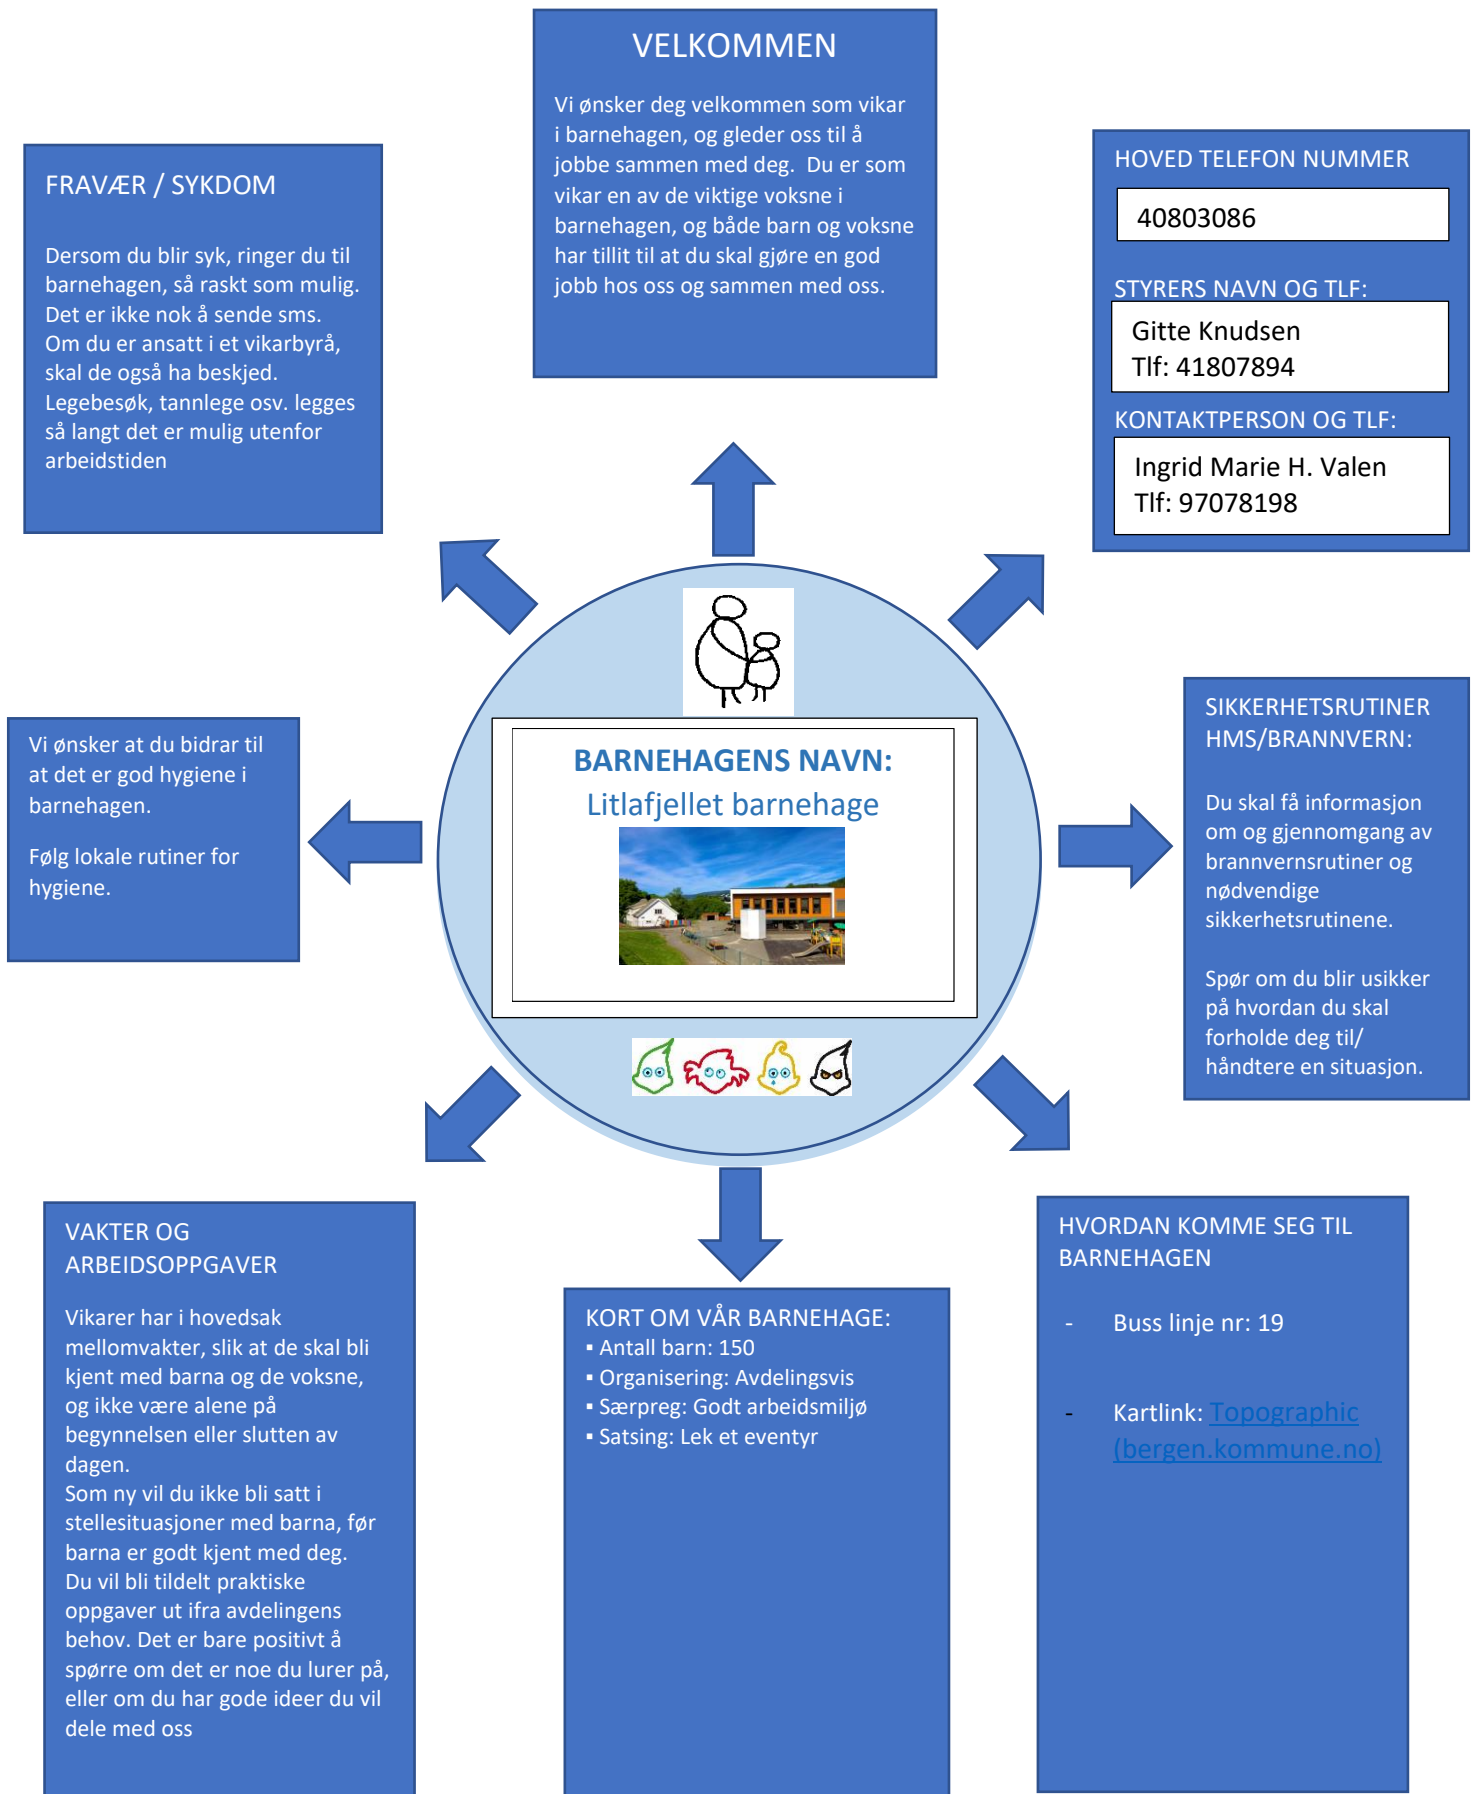 VELKOMMEN
Vi ønsker deg velkommen som vikar
i barnehagen, og gleder oss til å
jobbe sammen med deg.  Du er som
vikar en av de viktige voksne i
barnehagen, og både barn og voksne
har tillit til at du skal gjøre en god
jobb hos oss og sammen med oss.
FRAVÆR / SYKDOM
Dersom du blir syk, ringer du til
barnehagen, så raskt som mulig.
Det er ikke nok å sende sms.
Om du er ansatt i et vikarbyrå,
skal de også ha beskjed.
Legebesøk, tannlege osv. legges
så langt det er mulig utenfor
arbeidstiden
HOVED TELEFON NUMMER
40803086
STYRERS NAVN OG TLF:
Gitte Knudsen
Tlf: 41807894
KONTAKTPERSON OG TLF:
Ingrid Marie H. Valen
Tlf: 97078198
Vi ønsker at du bidrar til
at det er god hygiene i
barnehagen.
Følg lokale rutiner for
hygiene.
BARNEHAGENS NAVN:
Litlafjellet barnehage
SIKKERHETSRUTINER
HMS/BRANNVERN:
Du skal få informasjon
om og gjennomgang av
brannvernsrutiner og
nødvendige
sikkerhetsrutinene.
Spør om du blir usikker
på hvordan du skal
forholde deg til/
håndtere en situasjon.
VAKTER OG
ARBEIDSOPPGAVER
Vikarer har i hovedsak
mellomvakter, slik at de skal bli
kjent med barna og de voksne,
og ikke være alene på
begynnelsen eller slutten av
dagen.
Som ny vil du ikke bli satt i
stellesituasjoner med barna, før
barna er godt kjent med deg.
Du vil bli tildelt praktiske
oppgaver ut ifra avdelingens
behov. Det er bare positivt å
spørre om det er noe du lurer på,
eller om du har gode ideer du vil
dele med oss
KORT OM VÅR BARNEHAGE:
▪ Antall barn: 150
▪ Organisering: Avdelingsvis
▪ Særpreg: Godt arbeidsmiljø
▪ Satsing: Lek et eventyr
HVORDAN KOMME SEG TIL
BARNEHAGEN
- Buss linje nr: 19
- Kartlink: Topographic
(bergen.kommune.no)